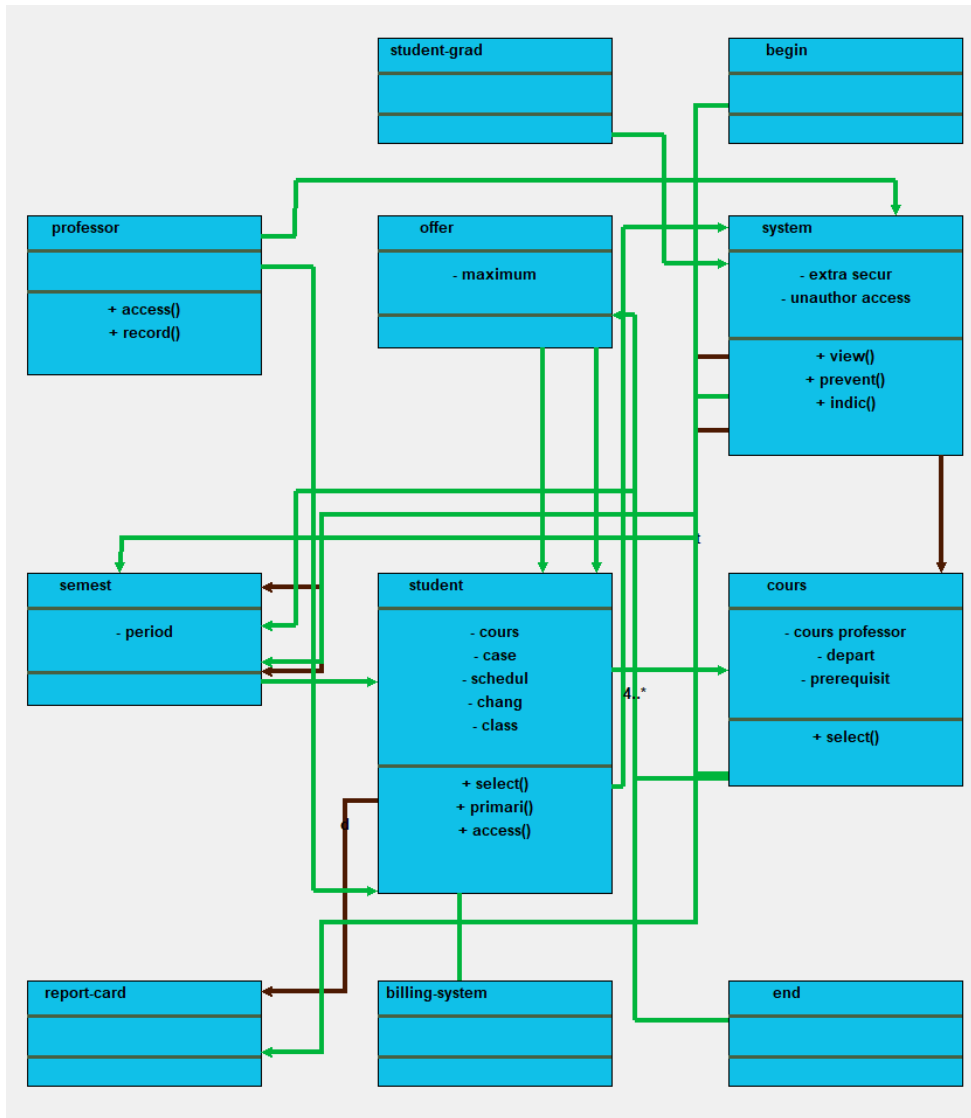 student-grad
begin
professor
+ access()
+ record()
offer
- maximum
system
- extra secur
- unauthor access
+ view()
+ prevent()
+ indic()
t
semest
- period
student
- cours
- case
- schedul
- chang
- class
+ select()
+ primari()
+ access()
4..*
cours
- cours professor
- depart
- prerequisit
+ select()
d
report-card
billing-system
end